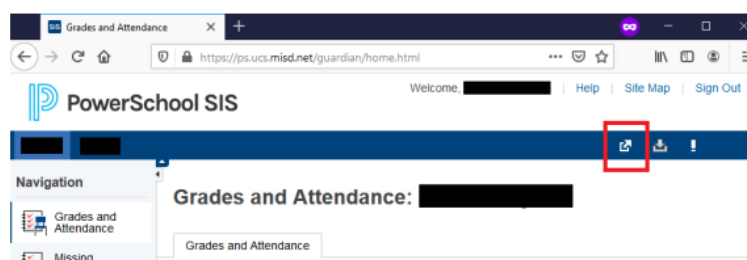 SIS Grades and Attendance
https://ps.ucs.misd.net/guardian/home.html
PowerSchool SIS
Welcome,
Help | Site Map | Sign Out
Navigation
Grades and Attendance:
Grades and
Attendance
Grades and Attendance
Missing